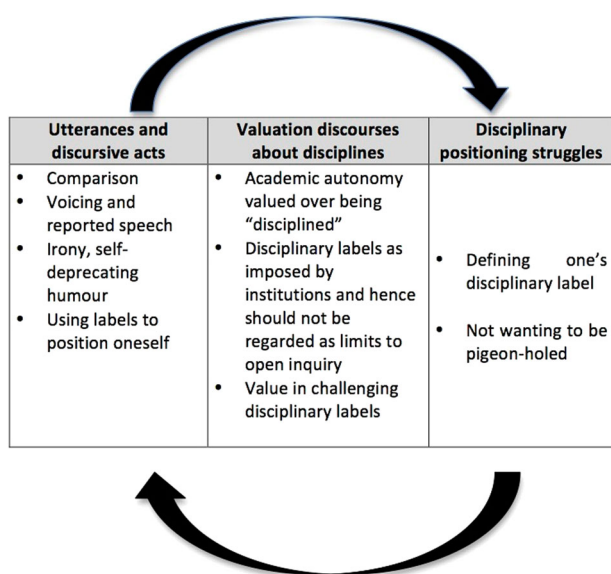 Utterances and
discursive acts
Valuation discourses
about disciplines
Disciplinary
positioning struggles
• Comparison
• Voicing and
reported speech
• Irony, self-
deprecating
humour
• Using labels to
position oneself
• Academic autonomy
valued over being
“disciplined”
• Disciplinary labels as
imposed by
institutions and hence
should not be
regarded as limits to
open inquiry
• Value in challenging
disciplinary labels
• Defining one’s
disciplinary label
• Not wanting to be
pigeon-holed